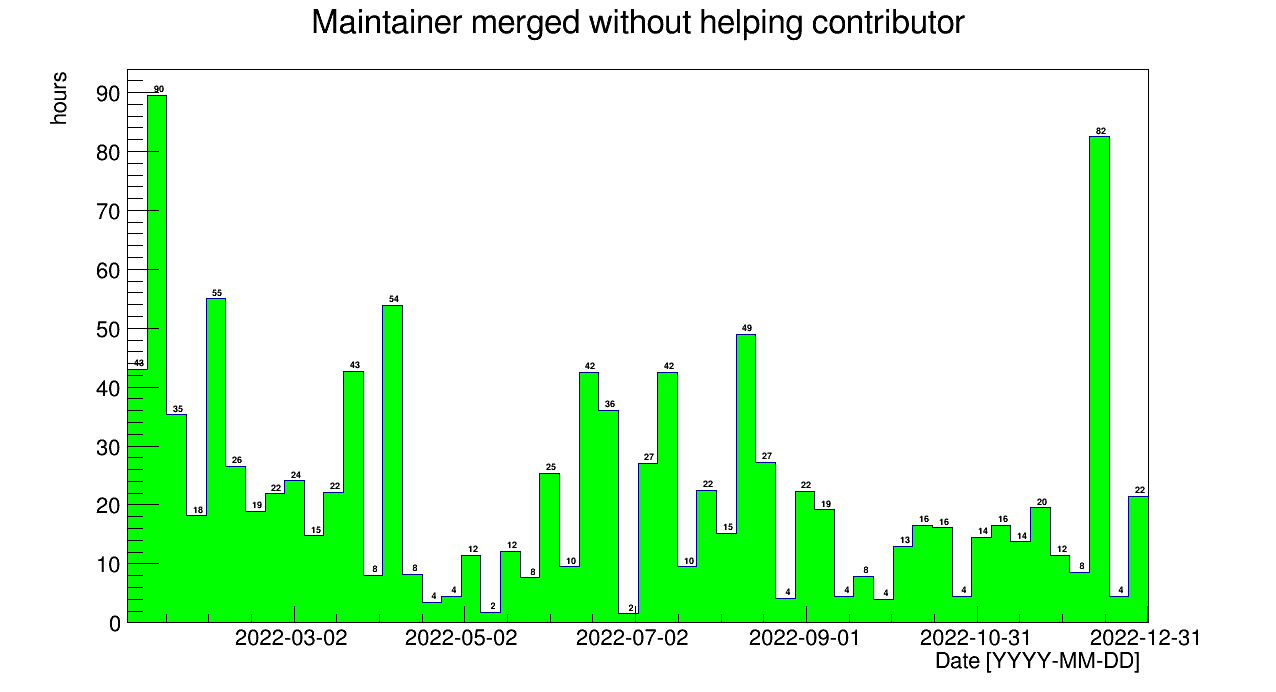 Maintainer merged without helping contributor
hours
90
80
70
60
50
40
30
20
10
0
43 90 35 18 55 26 19 22 24 15 22 43 8 54 8 4 4 12 2 12 8 25 10 42 36 2 27 42 10 22 15 49 27 4 22 19 4 8 4 13 16 16 4 14 16 14 20 12 8 82 4 22
2022-03-02 2022-05-02 2022-07-02 2022-09-01 2022-10-31 2022-12-31
Date [YYYY-MM-DD]